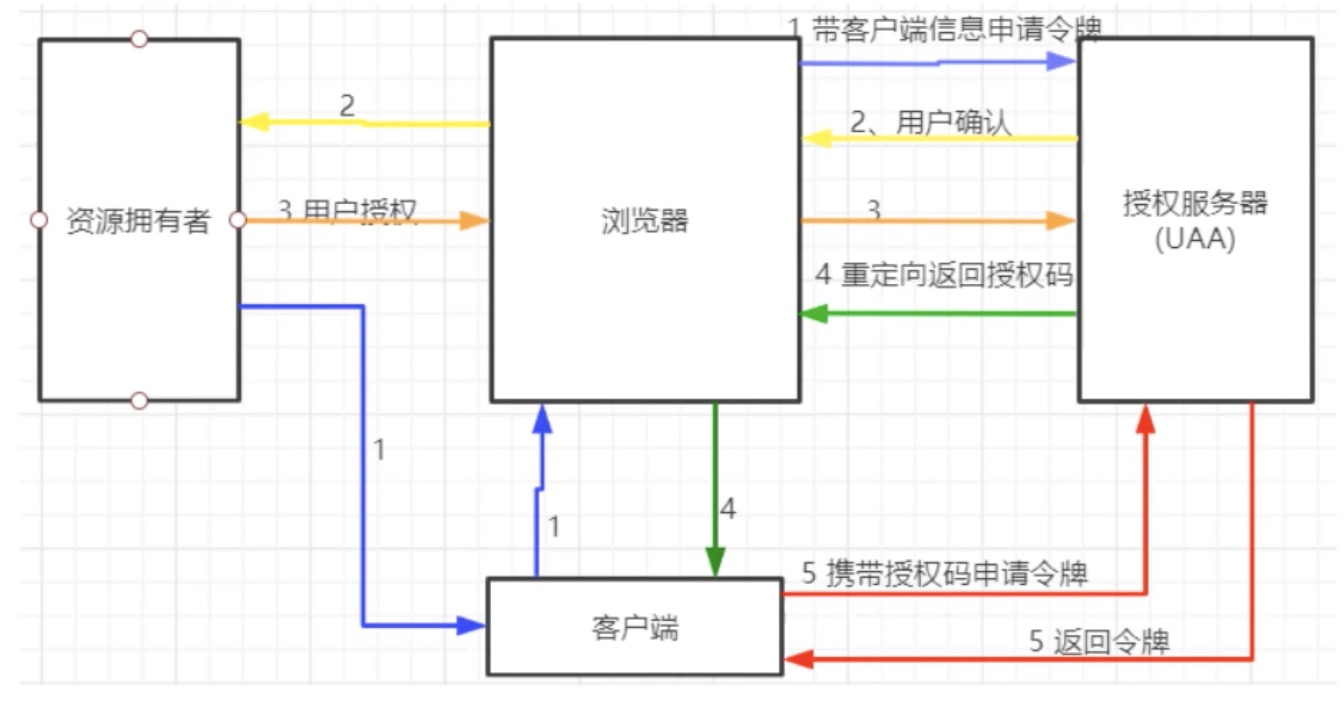 1 带客户端信息申请令牌
2
2、用户确认
资源拥有者
3 用户授权
浏览器
3
授权服务器
(UAA)
4 重定向返回授权码
1
1
4
5 携带授权码申请令牌
客户端
5 返回令牌